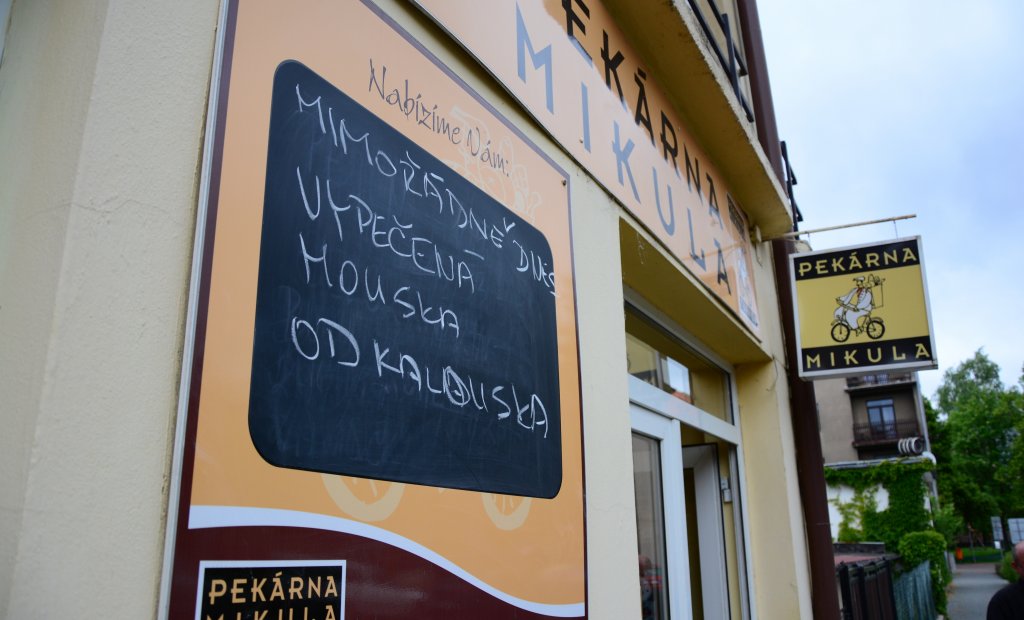 PEKÁRNA
MIKULA
Nabízíme Vám:
MIMOŘÁDNĚ DNES
VYPEČENÁ
HOUSKA
OD KALOUSKA
PEKÁRNA
MIKULA
PEKÁRNA
MIKULA